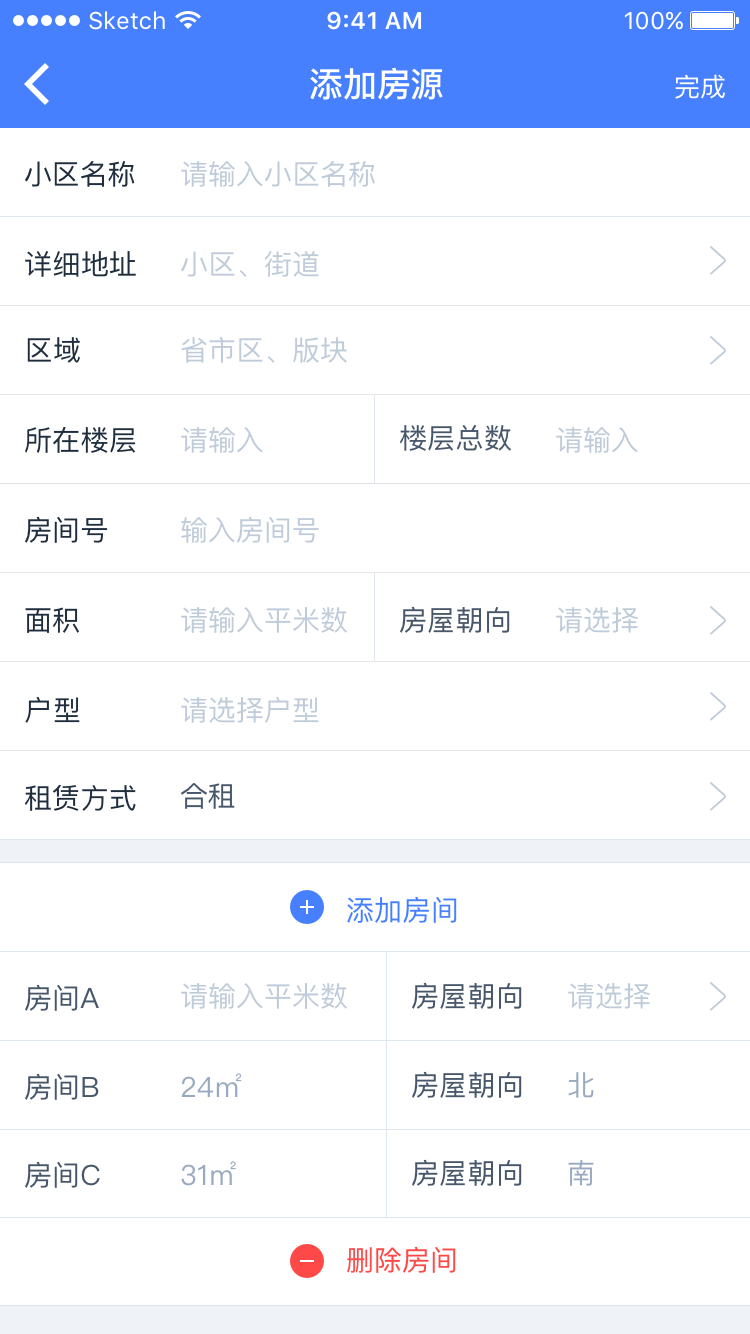 Sketch 9:41 AM 100%
添加房源 完成
小区名称 请输入小区名称
详细地址 小区、街道
区域 省市区、版块
所在楼层 请输入 楼层总数 请输入
房间号 输入房间号
面积 请输入平米数 房屋朝向 请选择
户型 请选择户型
租赁方式 合租
添加房间
房间A 请输入平米数 房屋朝向 请选择
房间B 24㎡ 房屋朝向 北
房间C 31㎡ 房屋朝向 南
删除房间